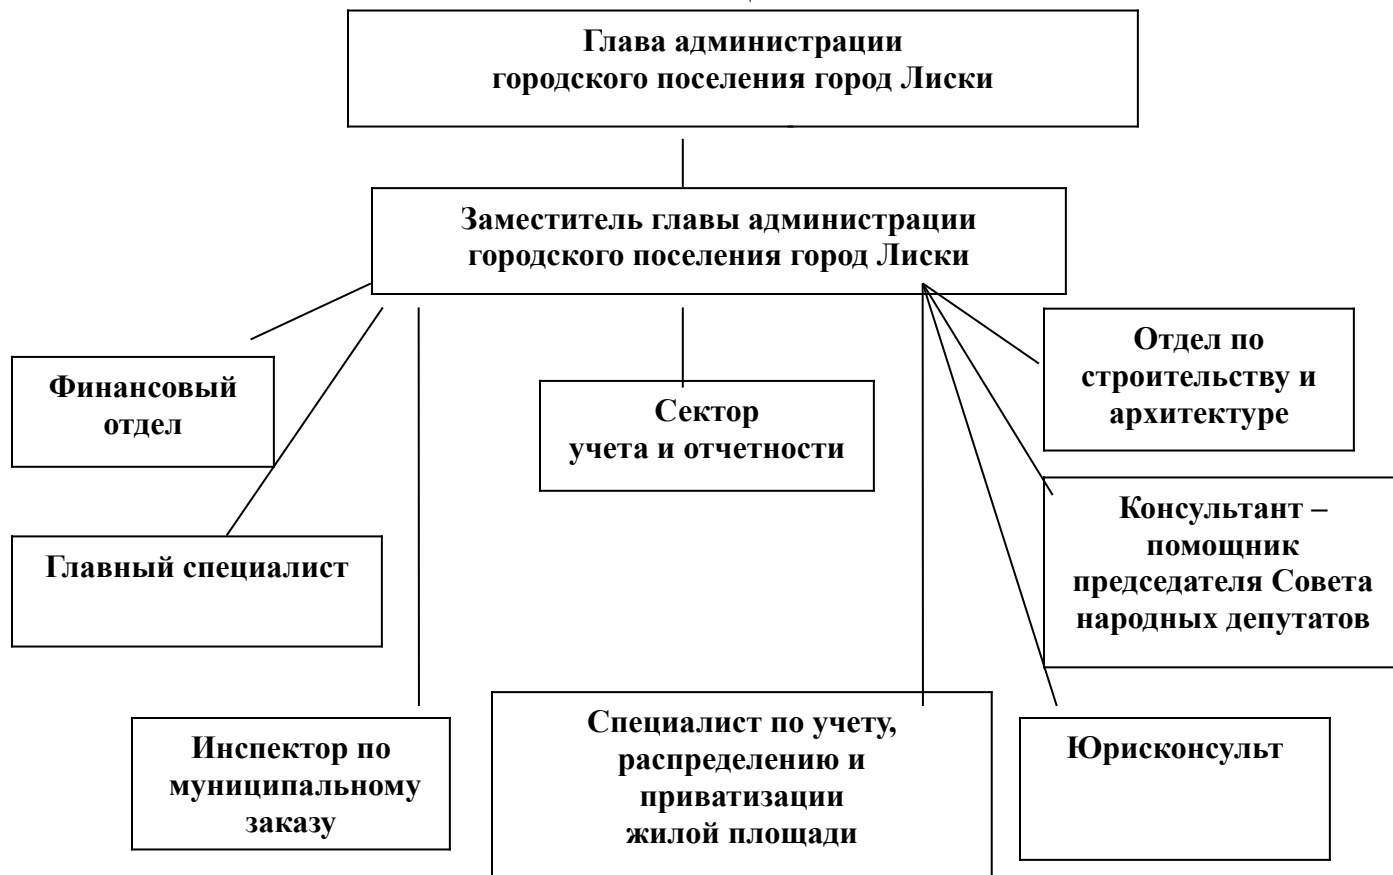 Глава администрации
городского поселения город Лиски
Заместитель главы администрации
городского поселения город Лиски
Финансовый
отдел
Сектор
учета и отчетности
Отдел по
строительству и
архитектуре
Главный специалист
Консультант –
помощник
председателя Совета
народных депутатов
Инспектор по
муниципальному
заказу
Специалист по учету,
распределению и
приватизации
жилой площади
Юрисконсульт